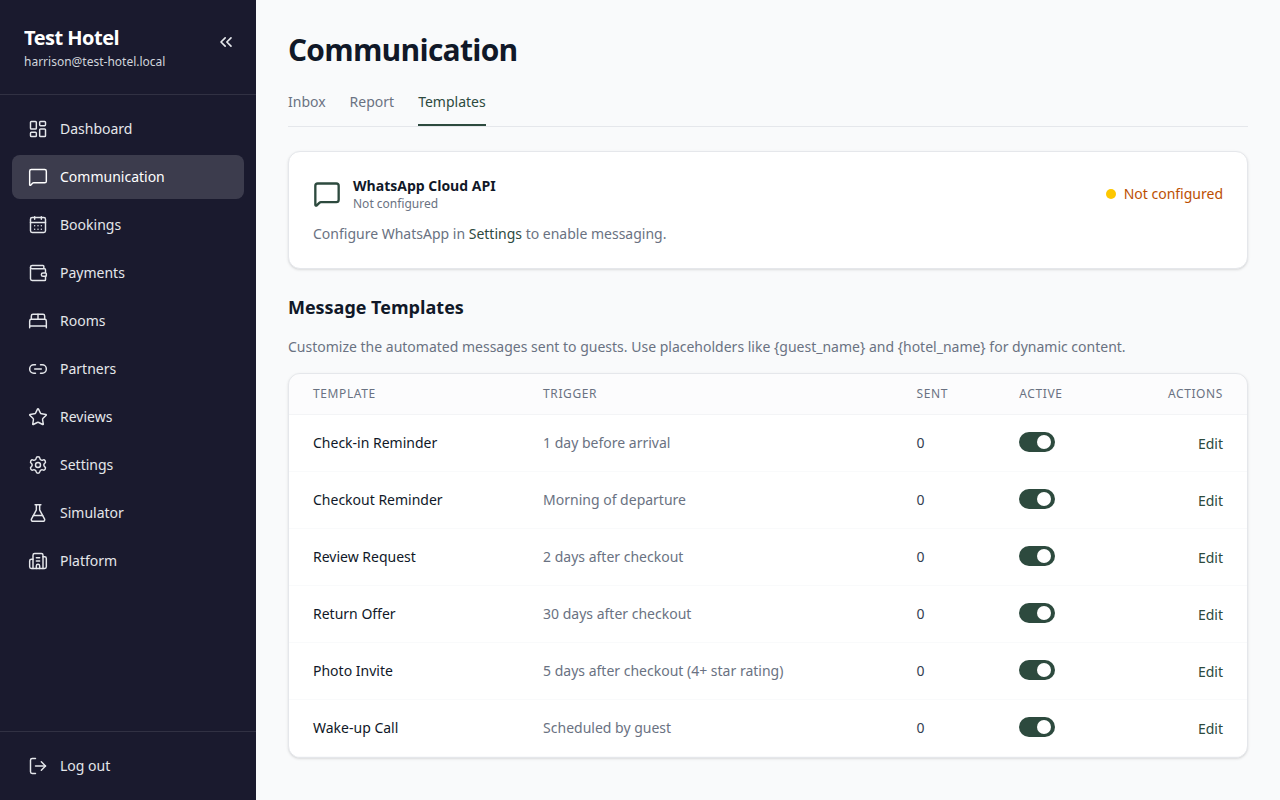 Test Hotel
harrison@test-hotel.local
Dashboard
Communication
Bookings
Payments
Rooms
Partners
Reviews
Settings
Simulator
Platform
Log out
Communication
Inbox Report Templates
WhatsApp Cloud API
Not configured
Not configured
Configure WhatsApp in Settings to enable messaging.
Message Templates
Customize the automated messages sent to guests. Use placeholders like {guest_name} and {hotel_name} for dynamic content.
TEMPLATE TRIGGER SENT ACTIVE ACTIONS
Check-in Reminder 1 day before arrival 0 Edit
Checkout Reminder Morning of departure 0 Edit
Review Request 2 days after checkout 0 Edit
Return Offer 30 days after checkout 0 Edit
Photo Invite 5 days after checkout (4+ star rating) 0 Edit
Wake-up Call Scheduled by guest 0 Edit